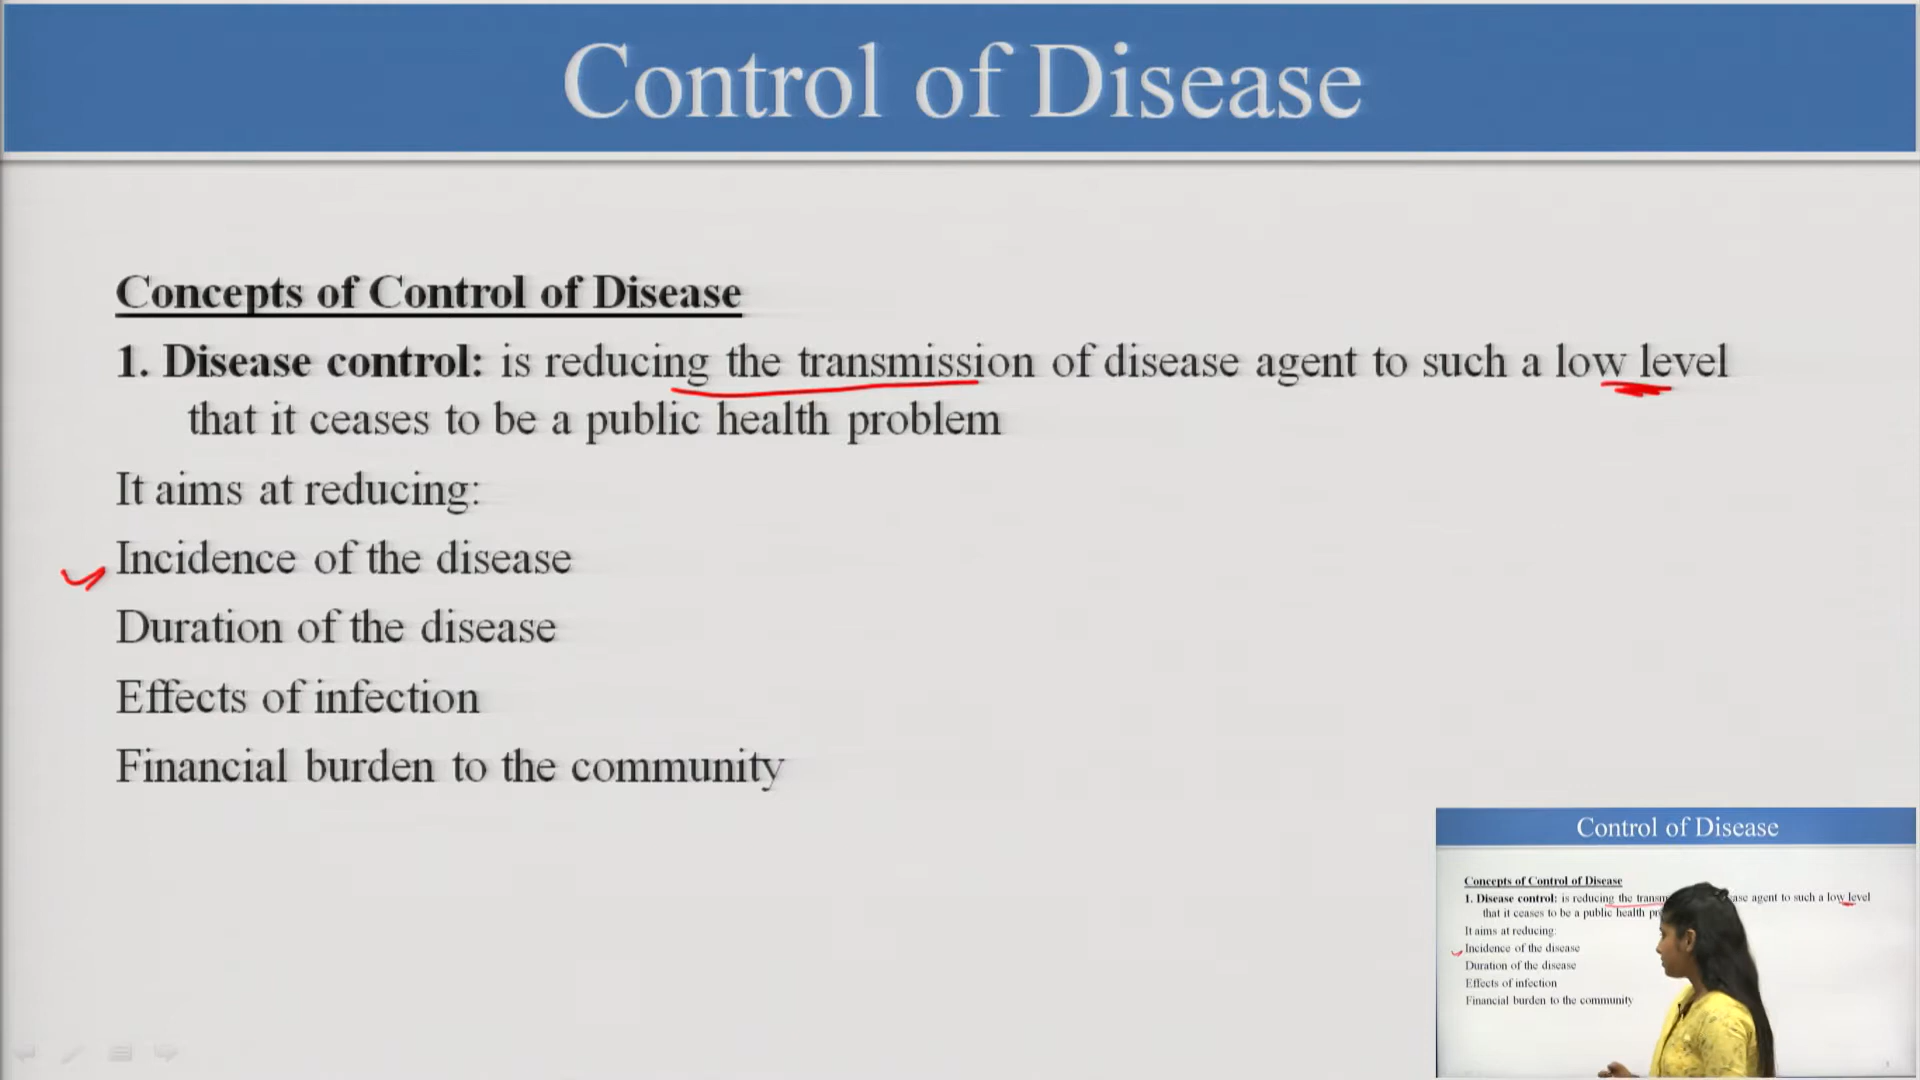 Control of Disease
Concepts of Control of Disease
1. Disease control: is reducing the transmission of disease agent to such a low level
that it ceases to be a public health problem
It aims at reducing:
Incidence of the disease
Duration of the disease
Effects of infection
Financial burden to the community
Control of Disease
Concepts of Control of Disease
1. Disease control: is reducing the agent to such a low level
that it ceases to be a public health
It aims at reducing:
Incidence of the disease
Duration of the disease
Effects of infection
Financial burden to the community